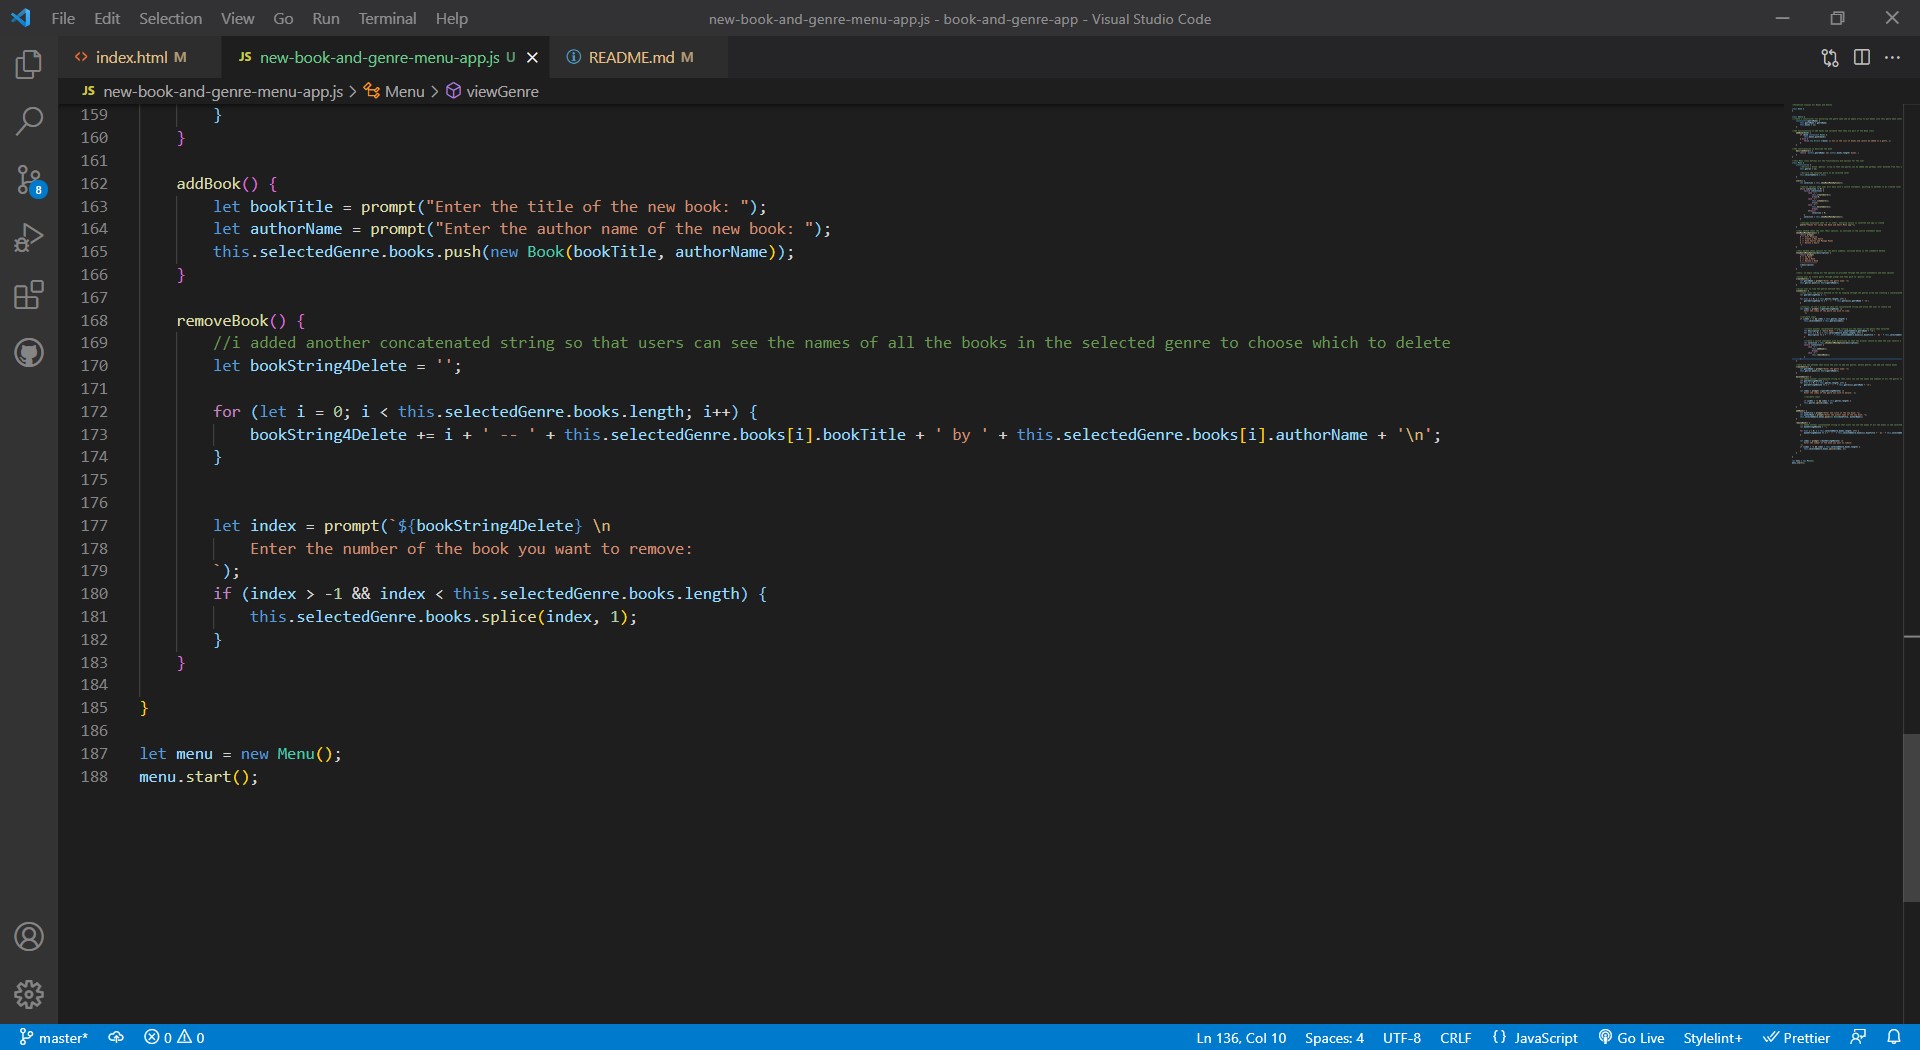 File Edit Selection View Go Run Terminal Help new-book-and-genre-menu-app.js - book-and-genre-app - Visual Studio Code
<> index.html M JS new-book-and-genre-menu-app.js U README.md M
JS new-book-and-genre-menu-app.js > Menu > viewGenre
159 }
160 }
161
162 addBook() {
163 let bookTitle = prompt("Enter the title of the new book: ");
164 let authorName = prompt("Enter the author name of the new book: ");
165 this.selectedGenre.books.push(new Book(bookTitle, authorName));
166 }
167
168 removeBook() {
169 //i added another concatenated string so that users can see the names of all the books in the selected genre to choose which to delete
170 let bookString4Delete = '';
171
172 for (let i = 0; i < this.selectedGenre.books.length; i++) {
173 bookString4Delete += i + ' -- ' + this.selectedGenre.books[i].bookTitle + ' by ' + this.selectedGenre.books[i].authorName + '\n';
174 }
175
176
177 let index = prompt(`${bookString4Delete} \n
178 Enter the number of the book you want to remove:
179 `);
180 if (index > -1 && index < this.selectedGenre.books.length) {
181 this.selectedGenre.books.splice(index, 1);
182 }
183 }
184
185 }
186
187 let menu = new Menu();
188 menu.start();
8
master* 0 0 Ln 136, Col 10 Spaces: 4 UTF-8 CRLF {} JavaScript Go Live Stylelint+ Prettier